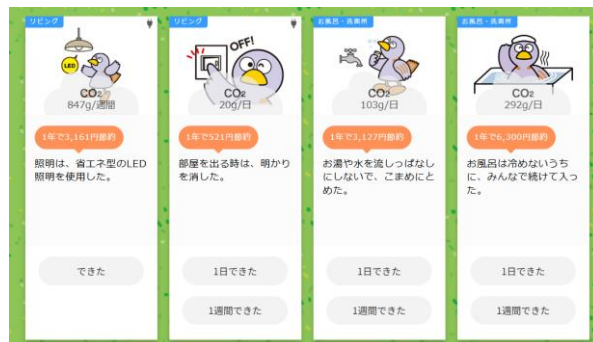 リビング
LED
CO2
847g/週間
1年で3,161円節約
照明は、省エネ型のLED
照明を使用した。
できた
リビング
OFF!
CO2
20g/日
1年で521円節約
部屋を出る時は、明かり
を消した。
1日できた
1週間できた
お風呂・洗面所
CO2
103g/日
1年で3,127円節約
お湯や水を流しっぱなし
にしないで、こまめにと
めた。
1日できた
1週間できた
お風呂・洗面所
CO2
292g/日
1年で6,300円節約
お風呂は冷めないうち
に、みんなで続けて入っ
た。
1日できた
1週間できた